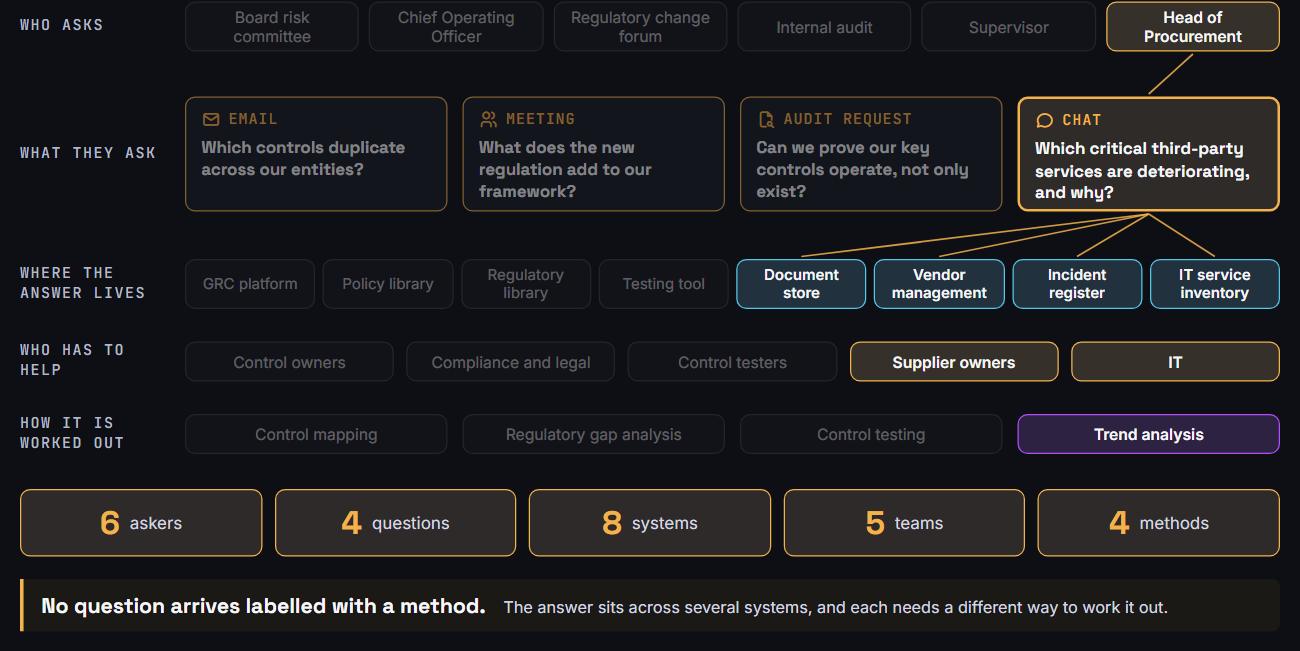 WHO ASKS
Board risk
committee
Chief Operating
Officer
Regulatory change
forum
Internal audit
Supervisor
Head of
Procurement
WHAT THEY ASK
EMAIL
Which controls duplicate
across our entities?
MEETING
What does the new
regulation add to our
framework?
AUDIT REQUEST
Can we prove our key
controls operate, not only
exist?
CHAT
Which critical third-party
services are deteriorating,
and why?
WHERE THE
ANSWER LIVES
GRC platform
Policy library
Regulatory
library
Testing tool
Document
store
Vendor
management
Incident
register
IT service
inventory
WHO HAS TO
HELP
Control owners
Compliance and legal
Control testers
Supplier owners
IT
HOW IT IS
WORKED OUT
Control mapping
Regulatory gap analysis
Control testing
Trend analysis
6 askers
4 questions
8 systems
5 teams
4 methods
No question arrives labelled with a method. The answer sits across several systems, and each needs a different way to work it out.